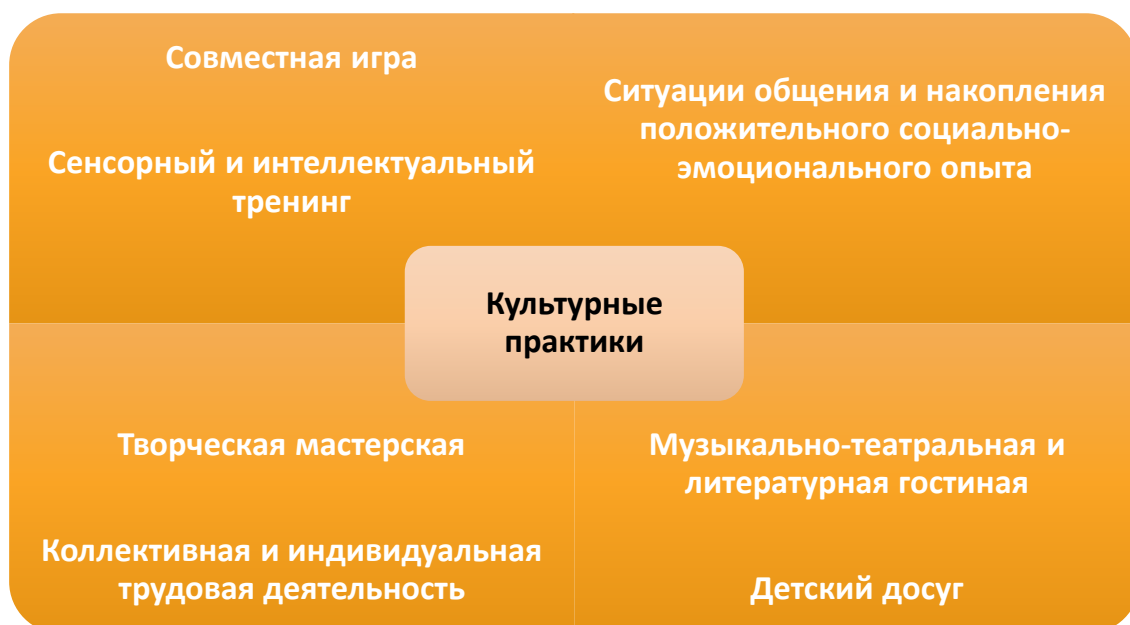 Совместная игра
Сенсорный и интеллектуальный
тренинг
Ситуации общения и накопления
положительного социально-
эмоционального опыта
Культурные
практики
Творческая мастерская
Коллективная и индивидуальная
трудовая деятельность
Музыкально-театральная и
литературная гостиная
Детский досуг